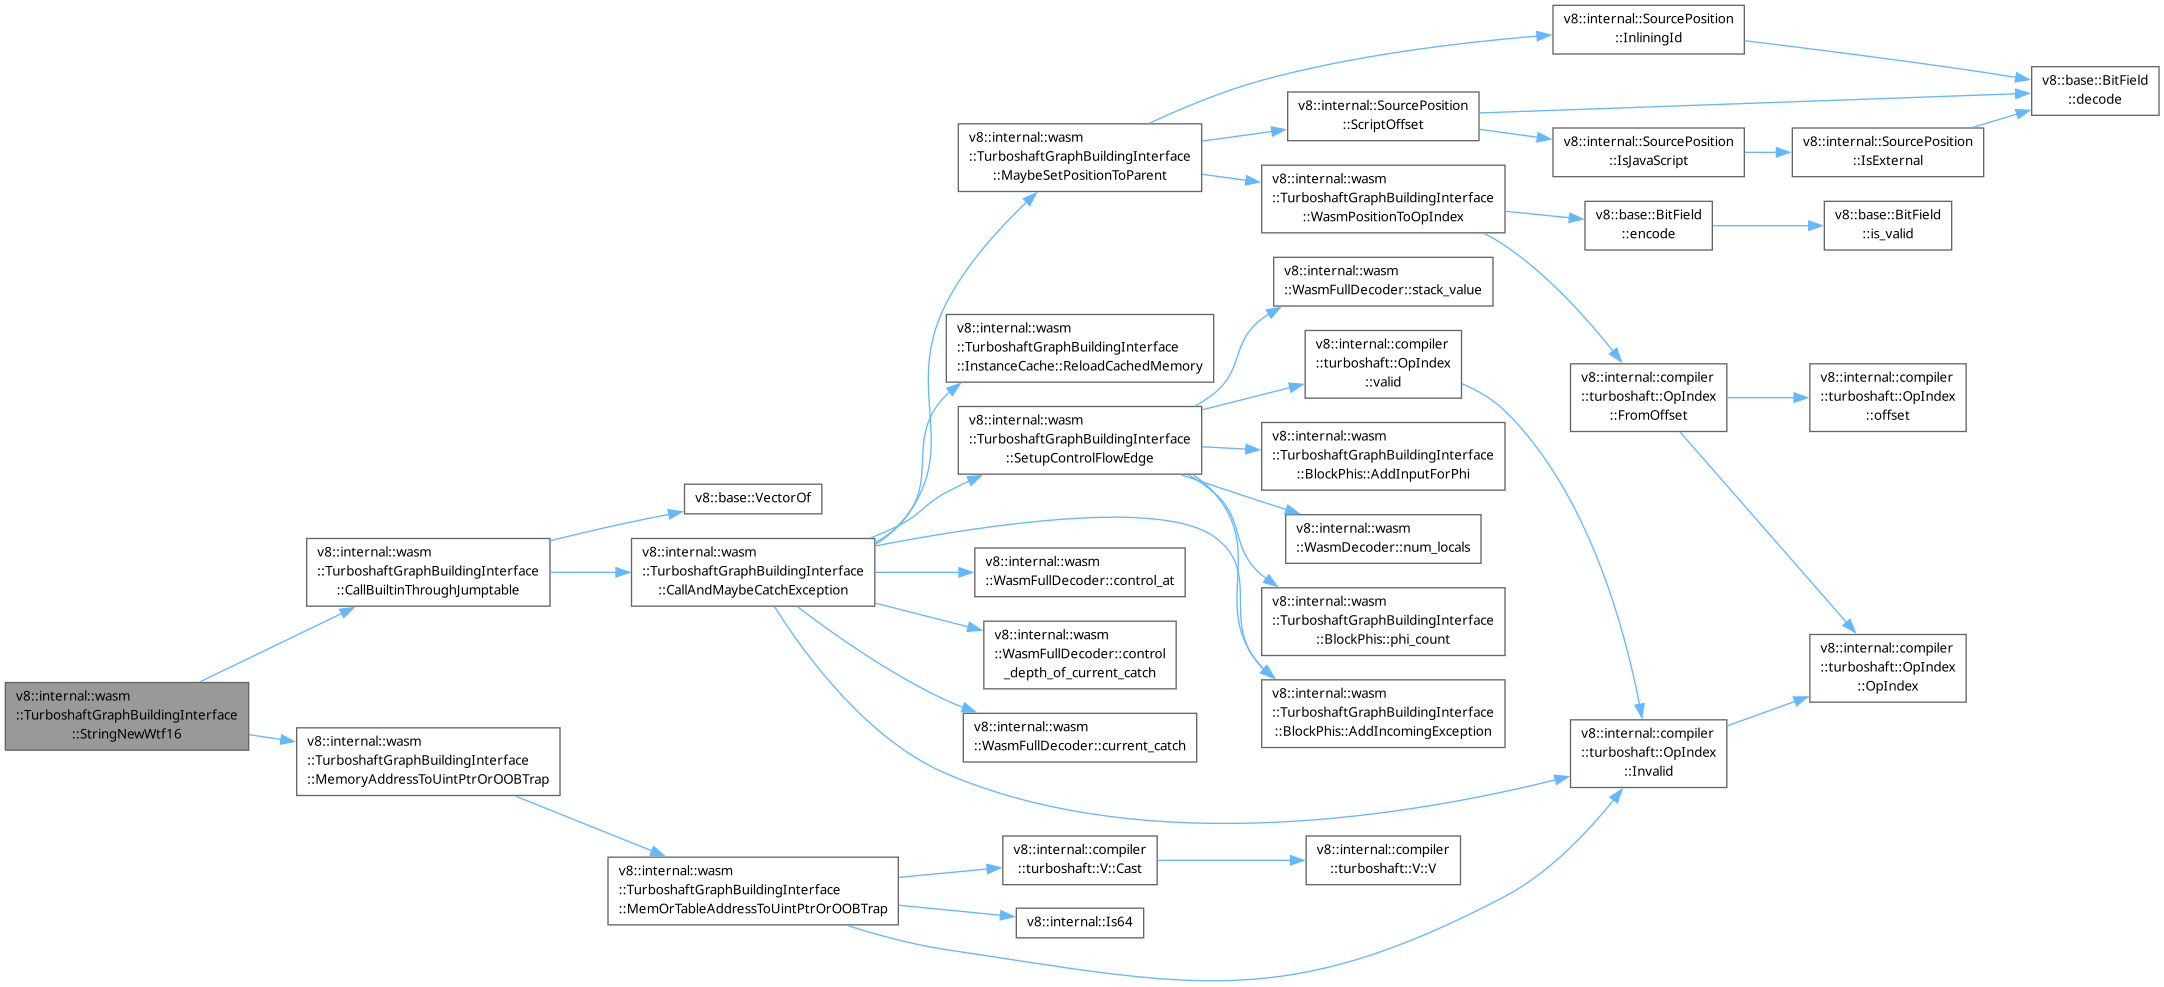 v8::internal::SourcePosition
::InliningId
v8::base::BitField
::decode
v8::internal::SourcePosition
::ScriptOffset
v8::internal::wasm
::TurboshaftGraphBuildingInterface
::MaybeSetPositionToParent
v8::internal::SourcePosition
::IsJavaScript
v8::internal::SourcePosition
::IsExternal
v8::internal::wasm
::TurboshaftGraphBuildingInterface
::WasmPositionToOpIndex
v8::base::BitField
::encode
v8::base::BitField
::is_valid
v8::internal::wasm
::WasmFullDecoder::stack_value
v8::internal::wasm
::TurboshaftGraphBuildingInterface
::InstanceCache::ReloadCachedMemory
v8::internal::compiler
::turboshaft::OpIndex
::valid
v8::internal::compiler
::turboshaft::OpIndex
::FromOffset
v8::internal::compiler
::turboshaft::OpIndex
::offset
v8::internal::wasm
::TurboshaftGraphBuildingInterface
::SetupControlFlowEdge
v8::internal::wasm
::TurboshaftGraphBuildingInterface
::BlockPhis::AddInputForPhi
v8::base::VectorOf
v8::internal::wasm
::WasmDecoder::num_locals
v8::internal::wasm
::TurboshaftGraphBuildingInterface
::CallBuiltinThroughJumptable
v8::internal::wasm
::TurboshaftGraphBuildingInterface
::CallAndMaybeCatchException
v8::internal::wasm
::WasmFullDecoder::control_at
v8::internal::wasm
::TurboshaftGraphBuildingInterface
::BlockPhis::phi_count
v8::internal::wasm
::WasmFullDecoder::control
_depth_of_current_catch
v8::internal::compiler
::turboshaft::OpIndex
::OpIndex
v8::internal::wasm
::TurboshaftGraphBuildingInterface
::StringNewWtf16
v8::internal::wasm
::TurboshaftGraphBuildingInterface
::BlockPhis::AddIncomingException
v8::internal::wasm
::WasmFullDecoder::current_catch
v8::internal::compiler
::turboshaft::OpIndex
::Invalid
v8::internal::wasm
::TurboshaftGraphBuildingInterface
::MemoryAddressToUintPtrOrOOBTrap
v8::internal::compiler
::turboshaft::V::Cast
v8::internal::compiler
::turboshaft::V::V
v8::internal::wasm
::TurboshaftGraphBuildingInterface
::MemOrTableAddressToUintPtrOrOOBTrap
v8::internal::Is64